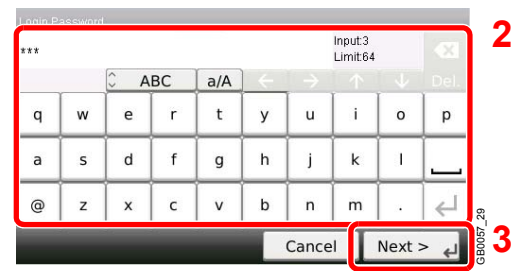 Login Password
***
Input:3
Limit:64
2
ABC a/A Del.
q w e r t y u i o p
a s d f g h j k l
@ z x c v b n m .
Cancel Next >
3
GB0057_29